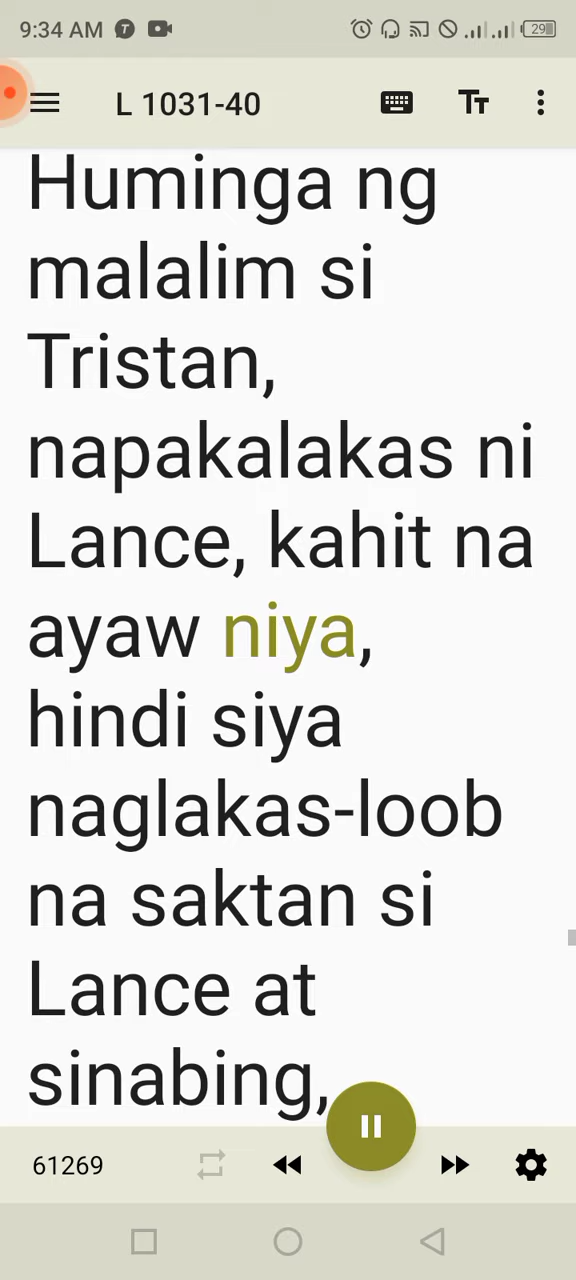 9:34 AM
29
L 1031-40
Huminga ng
malalim si
Tristan,
napakalakas ni
Lance, kahit na
ayaw niya,
hindi siya
naglakas-loob
na saktan si
Lance at
sinabing,
61269